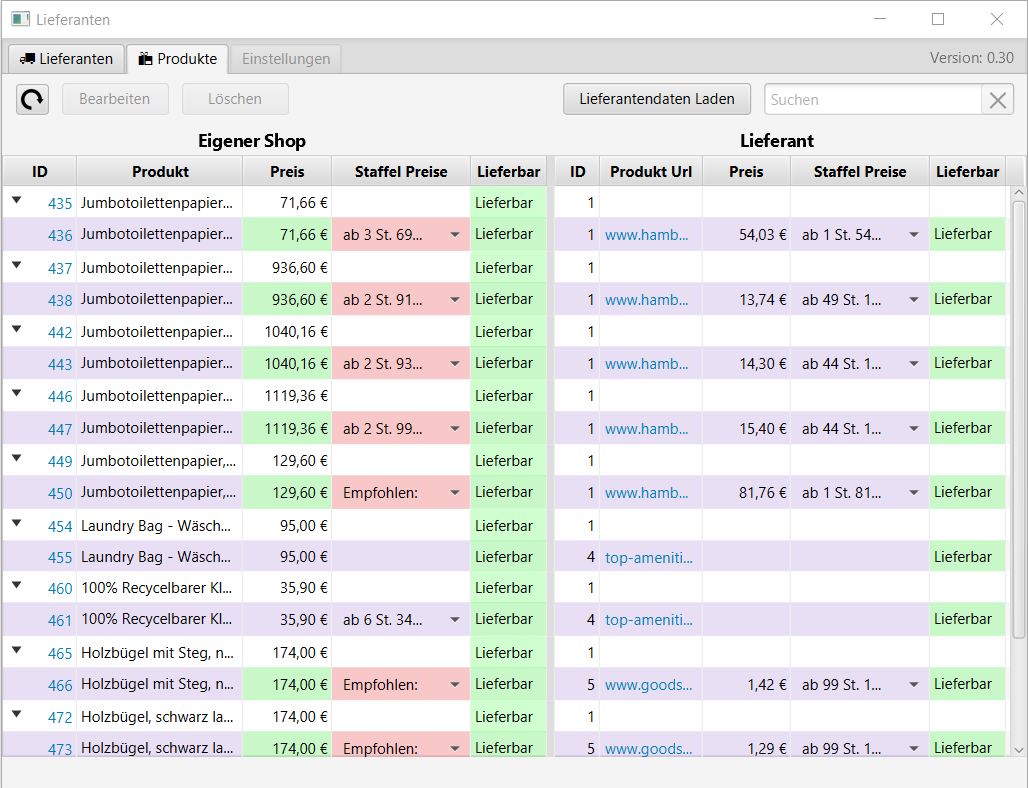 Lieferanten
Lieferanten Produkte Einstellungen Version: 0.30
Bearbeiten Löschen Lieferantendaten Laden Suchen
Eigener Shop Lieferant
ID Produkt Preis Staffel Preise Lieferbar ID Produkt Url Preis Staffel Preise Lieferbar
435 Jumbotoilettenpapier... 71,66 € Lieferbar 1
436 Jumbotoilettenpapier... 71,66 € ab 3 St. 69... Lieferbar 1 www.hamb... 54,03 € ab 1 St. 54... Lieferbar
437 Jumbotoilettenpapier... 936,60 € Lieferbar 1
438 Jumbotoilettenpapier... 936,60 € ab 2 St. 91... Lieferbar 1 www.hamb... 13,74 € ab 49 St. 1... Lieferbar
442 Jumbotoilettenpapier... 1040,16 € Lieferbar 1
443 Jumbotoilettenpapier... 1040,16 € ab 2 St. 93... Lieferbar 1 www.hamb... 14,30 € ab 44 St. 1... Lieferbar
446 Jumbotoilettenpapier... 1119,36 € Lieferbar 1
447 Jumbotoilettenpapier... 1119,36 € ab 2 St. 99... Lieferbar 1 www.hamb... 15,40 € ab 44 St. 1... Lieferbar
449 Jumbotoilettenpapier,... 129,60 € Lieferbar 1
450 Jumbotoilettenpapier,... 129,60 € Empfohlen: Lieferbar 1 www.hamb... 81,76 € ab 1 St. 81... Lieferbar
454 Laundry Bag - Wäsch... 95,00 € Lieferbar 1
455 Laundry Bag - Wäsch... 95,00 € Lieferbar 4 top-ameniti... Lieferbar
460 100% Recycelbarer Kl... 35,90 € Lieferbar 1
461 100% Recycelbarer Kl... 35,90 € ab 6 St. 34... Lieferbar 4 top-ameniti... Lieferbar
465 Holzbügel mit Steg, n... 174,00 € Lieferbar 1
466 Holzbügel mit Steg, n... 174,00 € Empfohlen: Lieferbar 5 www.goods... 1,42 € ab 99 St. 1... Lieferbar
472 Holzbügel, schwarz la... 174,00 € Lieferbar 1
473 Holzbügel, schwarz la... 174,00 € Empfohlen: Lieferbar 5 www.goods... 1,29 € ab 99 St. 1... Lieferbar